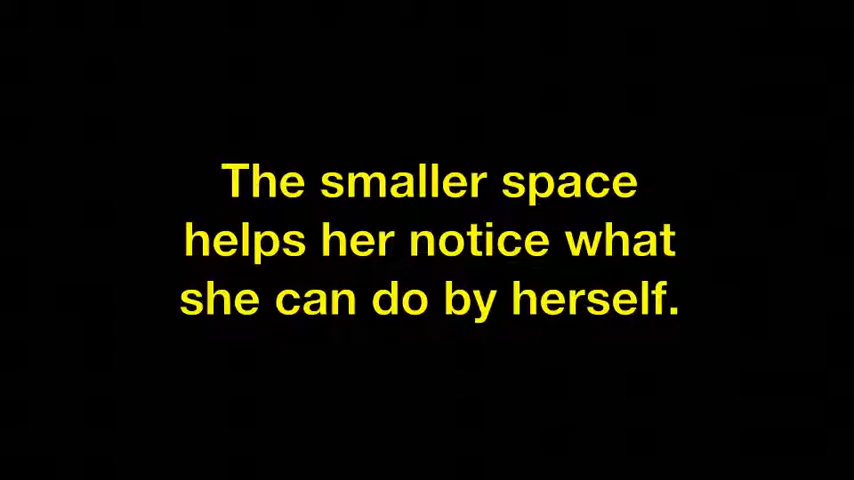 The smaller space
helps her notice what
she can do by herself.